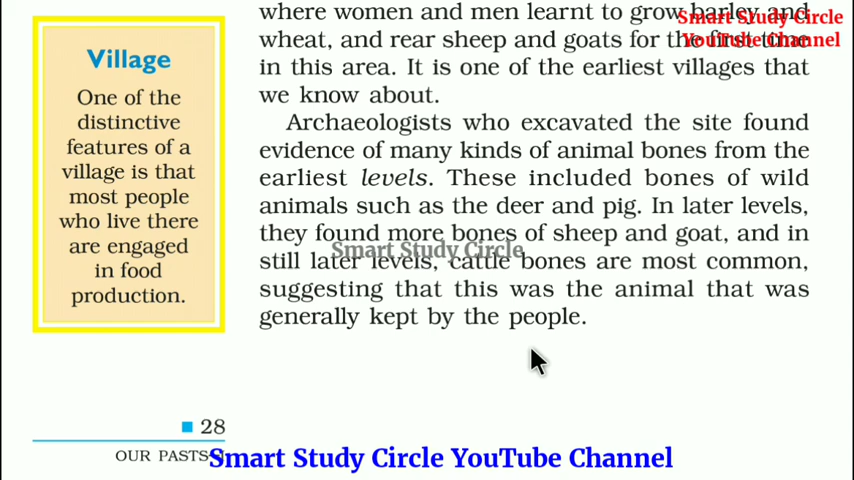 Village
One of the
distinctive
features of a
village is that
most people
who live there
are engaged
in food
production.
where women and men learnt to grow barley and
wheat, and rear sheep and goats for the first time
in this area. It is one of the earliest villages that
we know about.
Archaeologists who excavated the site found
evidence of many kinds of animal bones from the
earliest levels. These included bones of wild
animals such as the deer and pig. In later levels,
they found more bones of sheep and goat, and in
still later levels, cattle bones are most common,
suggesting that this was the animal that was
generally kept by the people.
Smart Study Circle
YouTube Channel
Smart Study Circle
28
OUR PASTS-I
Smart Study Circle YouTube Channel